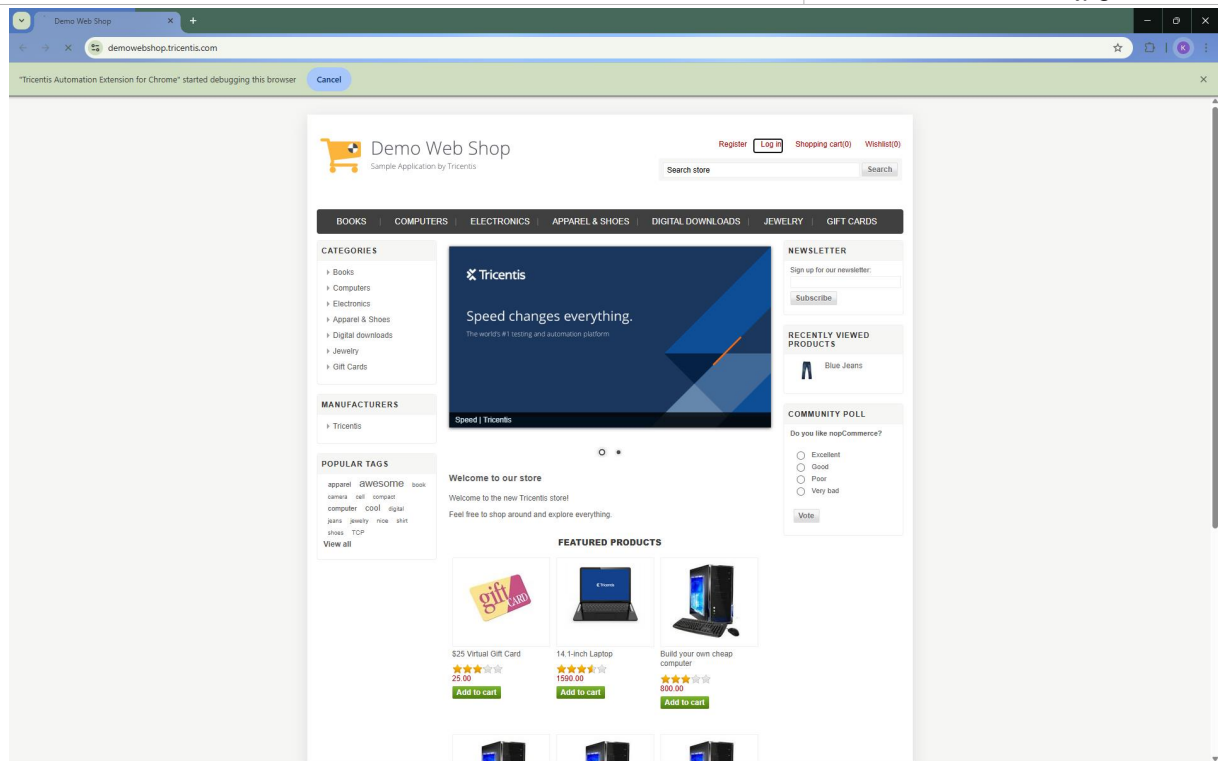 Demo Web Shop
demowebshop.tricentis.com
K
"Tricentis Automation Extension for Chrome" started debugging this browser Cancel
Demo Web Shop
Sample Application by Tricentis
Register Log in Shopping cart(0) Wishlist(0)
Search store Search
BOOKS COMPUTERS ELECTRONICS APPAREL & SHOES DIGITAL DOWNLOADS JEWELRY GIFT CARDS
CATEGORIES
Books
Computers
Electronics
Apparel & Shoes
Digital downloads
Jewelry
Gift Cards
MANUFACTURERS
Tricentis
POPULAR TAGS
apparel awesome book
camera cell compact
computer cool digital
jeans jewelry nice shirt
shoes TCP
View all
Tricentis
Speed changes everything.
The world's #1 testing and automation platform
Speed | Tricentis
Welcome to our store
Welcome to the new Tricentis store!
Feel free to shop around and explore everything.
FEATURED PRODUCTS
gift CARD
Tricentis
$25 Virtual Gift Card
25.00
Add to cart
14.1-inch Laptop
1590.00
Add to cart
Build your own cheap
computer
800.00
Add to cart
NEWSLETTER
Sign up for our newsletter:
Subscribe
RECENTLY VIEWED
PRODUCTS
Blue Jeans
COMMUNITY POLL
Do you like nopCommerce?
Excellent
Good
Poor
Very bad
Vote